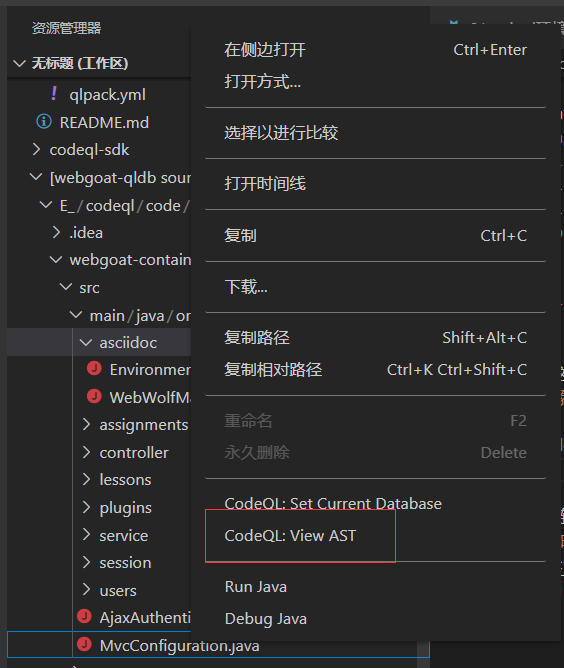 资源管理器
无标题 (工作区)
! qlpack.yml
README.md
codeql-sdk
[webgoat-qldb sour
E_/codeql/code/
.idea
webgoat-contain
src
main/java/or
asciidoc
J Environmen
J WebWolfMa
assignments
controller
lessons
plugins
service
session
users
J AjaxAuthenti
J MvcConfiguration.java
在侧边打开 Ctrl+Enter
打开方式...
选择以进行比较
打开时间线
复制 Ctrl+C
下载...
复制路径 Shift+Alt+C
复制相对路径 Ctrl+K Ctrl+Shift+C
重命名 F2
永久删除 Delete
CodeQL: Set Current Database
CodeQL: View AST
Run Java
Debug Java